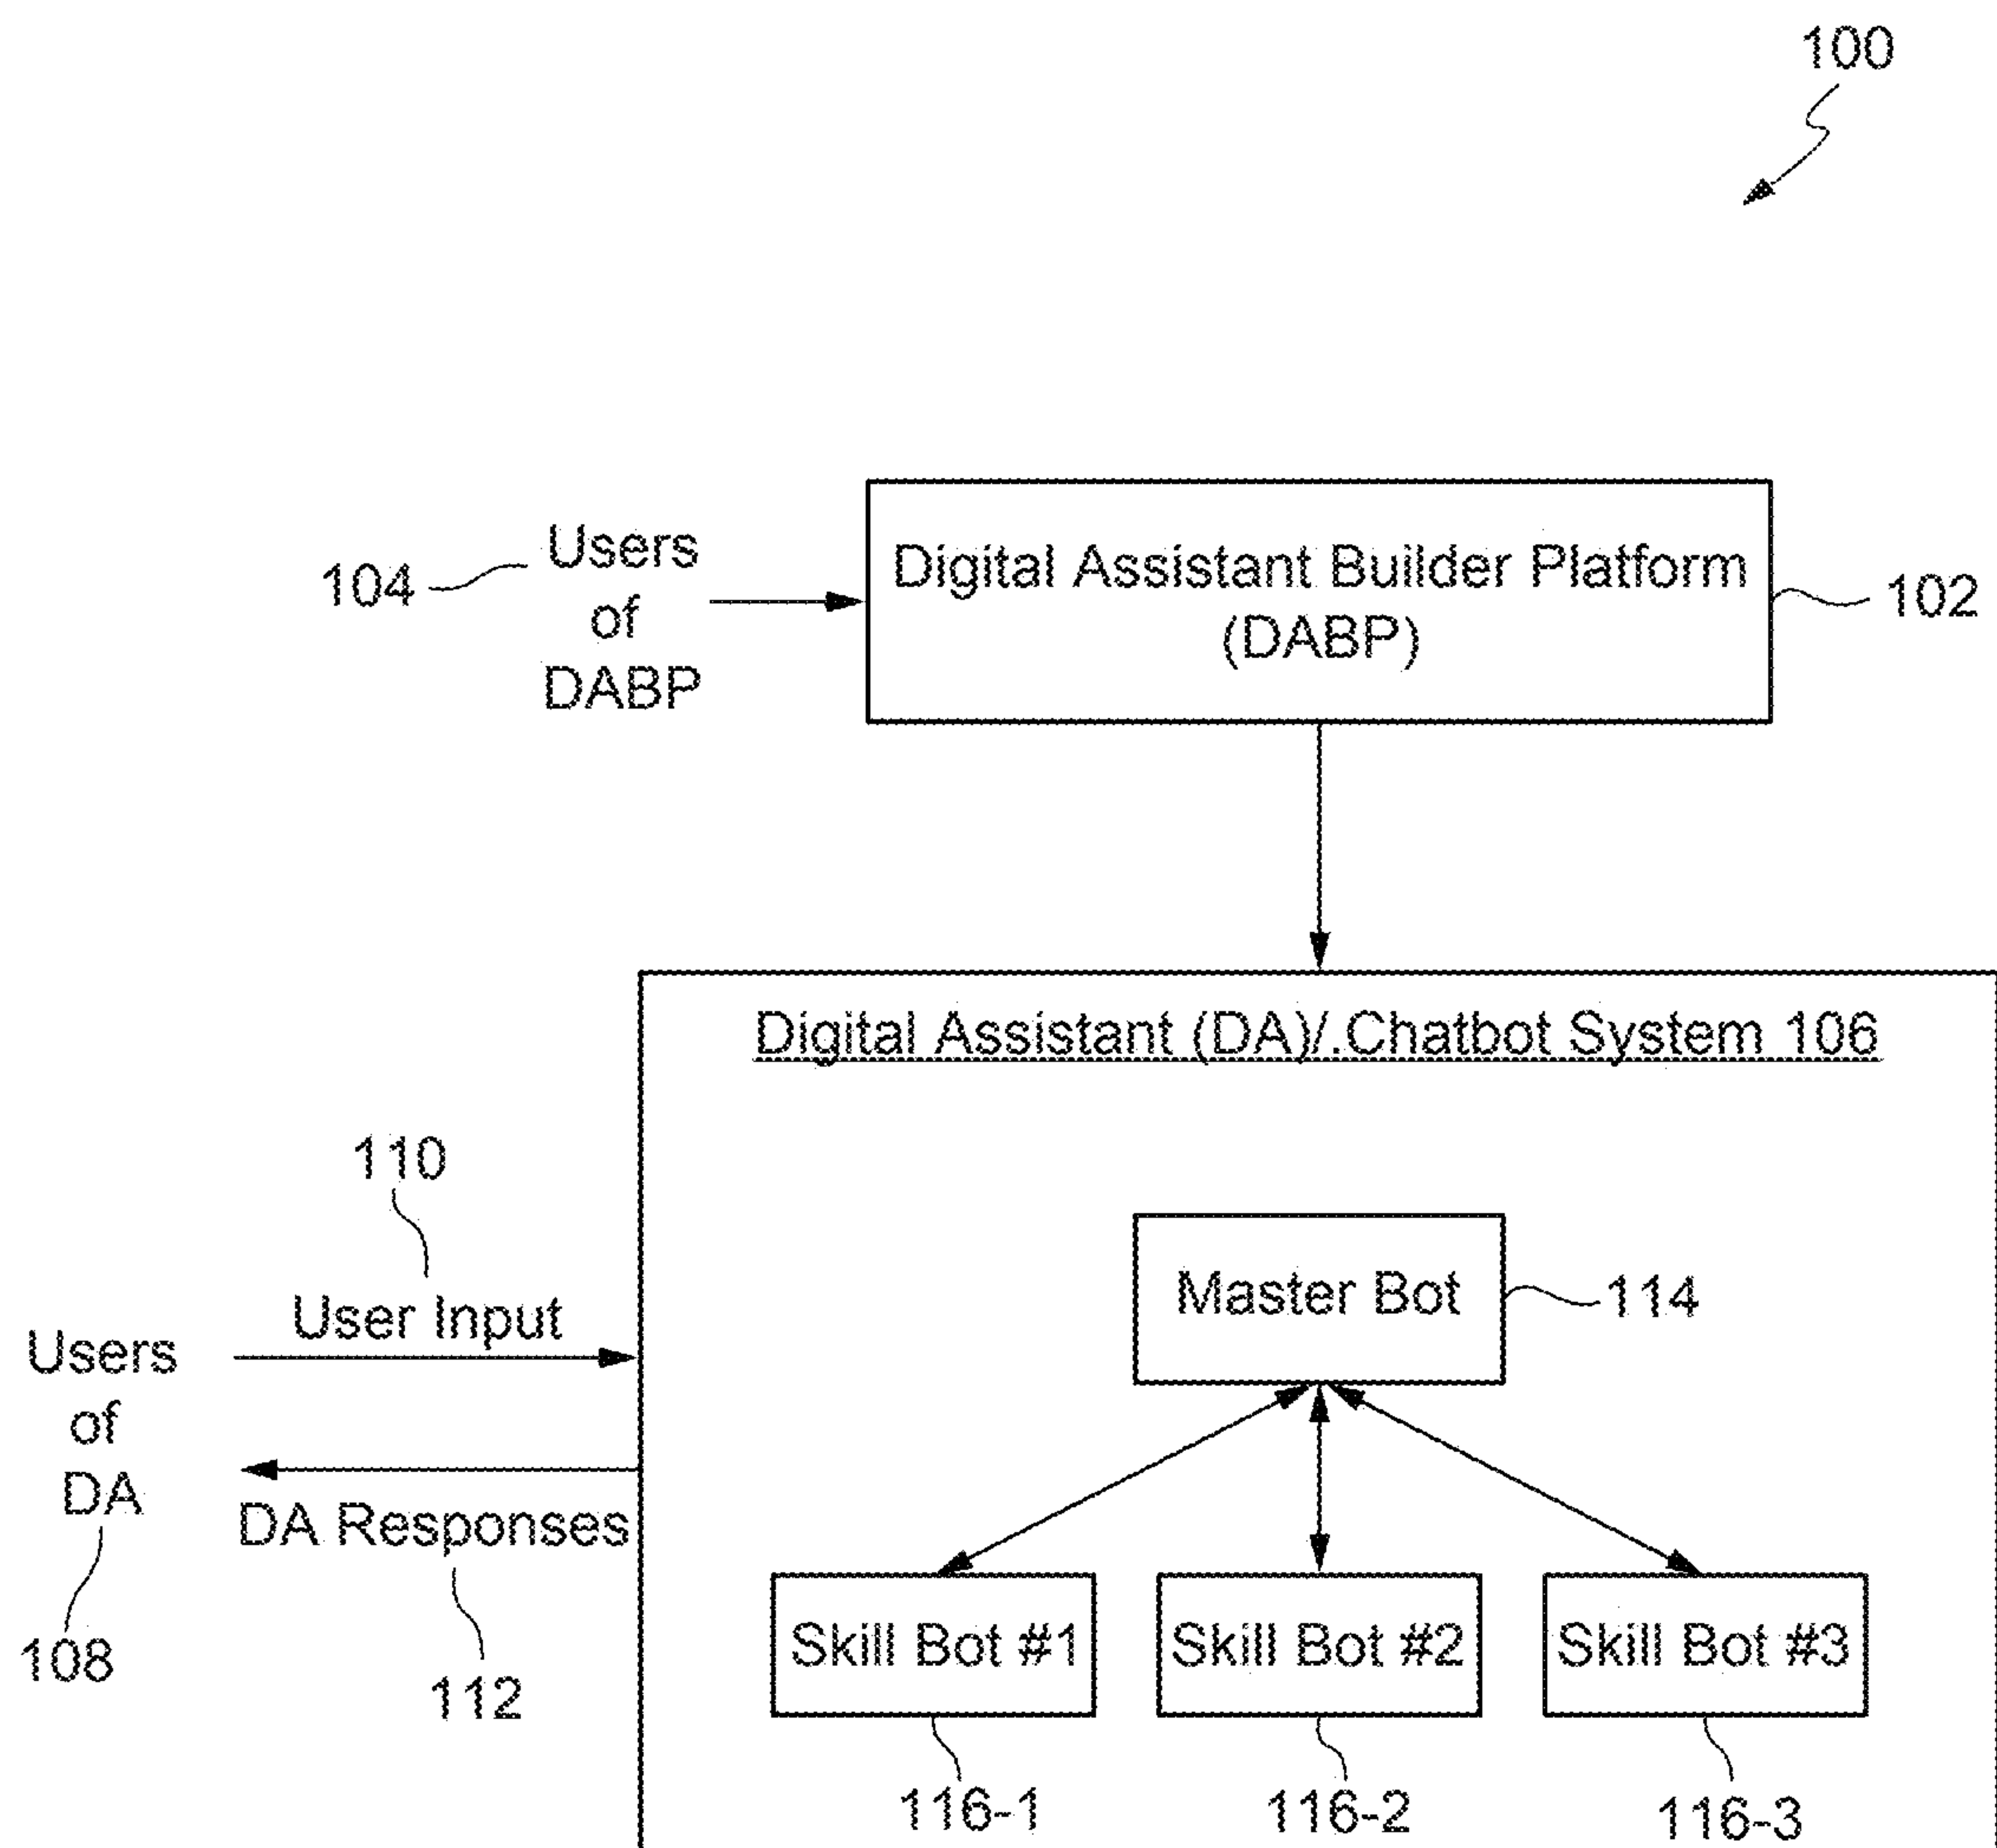 100
Users
of
DABP
104
Digital Assistant Builder Platform
(DABP)
102
Digital Assistant (DA)/.Chatbot System 106
110
User Input
Users
of
DA
DA Responses
108
112
Master Bot
114
Skill Bot #1
Skill Bot #2
Skill Bot #3
116-1
116-2
116-3